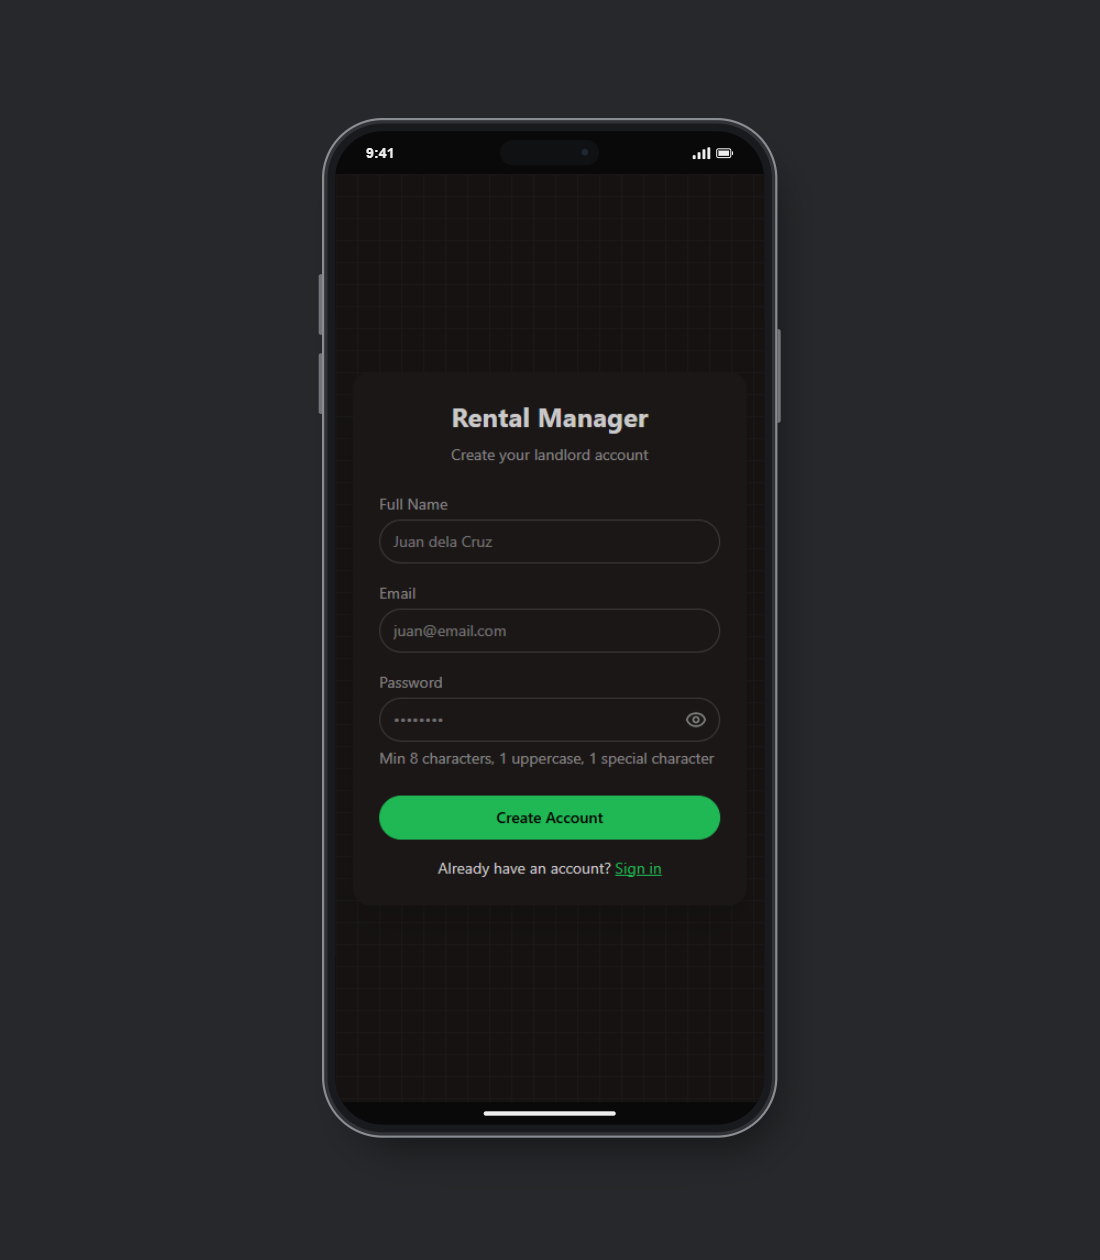 9:41
Rental Manager
Create your landlord account
Full Name
Juan dela Cruz
Email
juan@email.com
Password
••••••••
Min 8 characters, 1 uppercase, 1 special character
Create Account
Already have an account? Sign in